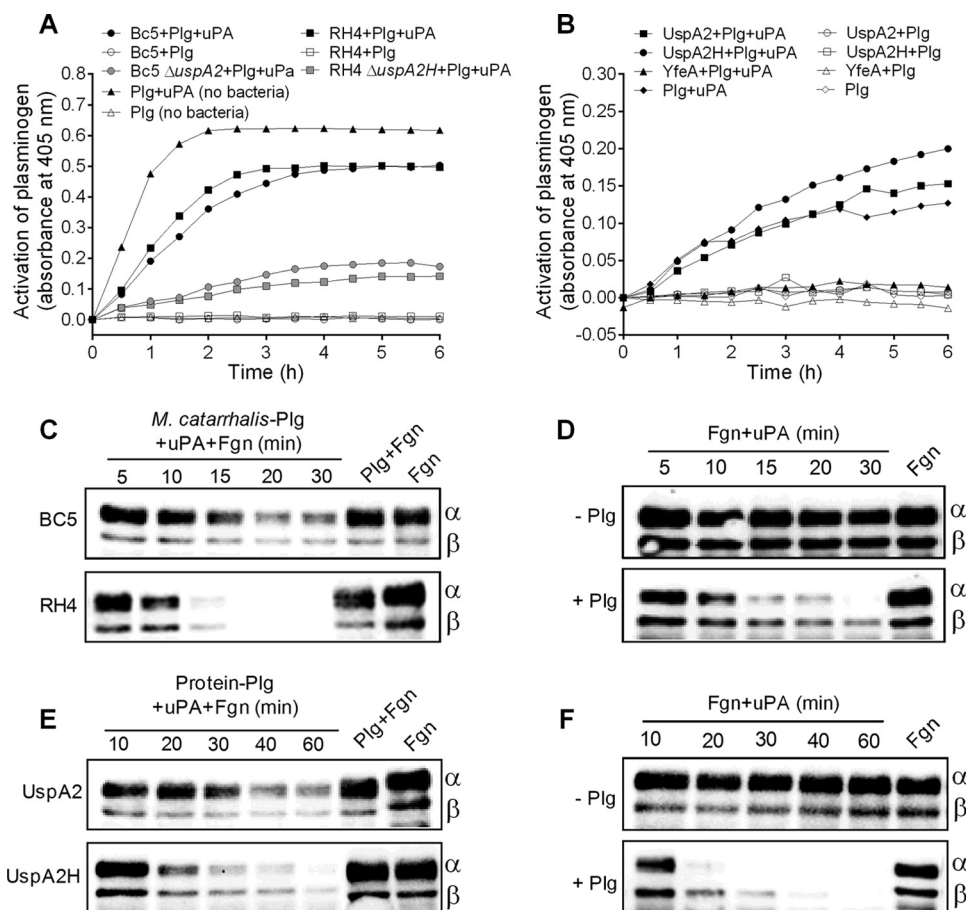 A
Bc5+Plg+uPA
Bc5+Plg
Bc5 ΔuspA2+Plg+uPa
Plg+uPA (no bacteria)
Plg (no bacteria)
RH4+Plg+uPA
RH4+Plg
RH4 ΔuspA2H+Plg+uPA
Activation of plasminogen
(absorbance at 405 nm)
0.8
0.7
0.6
0.5
0.4
0.3
0.2
0.1
0.0
0 1 2 3 4 5 6
Time (h)
B
UspA2+Plg+uPA
UspA2H+Plg+uPA
YfeA+Plg+uPA
Plg+uPA
UspA2+Plg
UspA2H+Plg
YfeA+Plg
Plg
Activation of plasminogen
(absorbance at 405 nm)
0.30
0.25
0.20
0.15
0.10
0.05
0.00
-0.05
0 1 2 3 4 5 6
Time (h)
C
M. catarrhalis-Plg
+uPA+Fgn (min)
5 10 15 20 30 Plg+Fgn Fgn
BC5 α
β
RH4 α
β
D
Fgn+uPA (min)
5 10 15 20 30 Fgn
- Plg α
β
+ Plg α
β
E
Protein-Plg
+uPA+Fgn (min)
10 20 30 40 60 Plg+Fgn Fgn
UspA2 α
β
UspA2H α
β
F
Fgn+uPA (min)
10 20 30 40 60 Fgn
- Plg α
β
+ Plg α
β